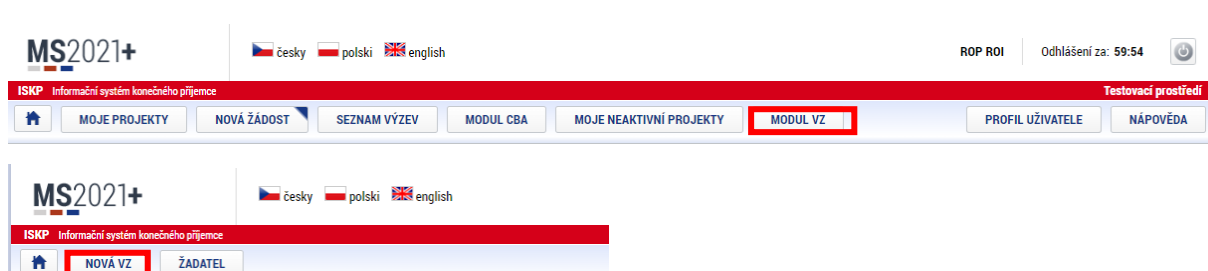 MS2021+ česky polski english ROP ROI Odhlášení za: 59:54
ISKP Informační systém konečného příjemce Testovací prostředí
MOJE PROJEKTY NOVÁ ŽÁDOST SEZNAM VÝZEV MODUL CBA MOJE NEAKTIVNÍ PROJEKTY MODUL VZ PROFIL UŽIVATELE NÁPOVĚDA
MS2021+ česky polski english
ISKP Informační systém konečného příjemce
NOVÁ VZ ŽADATEL